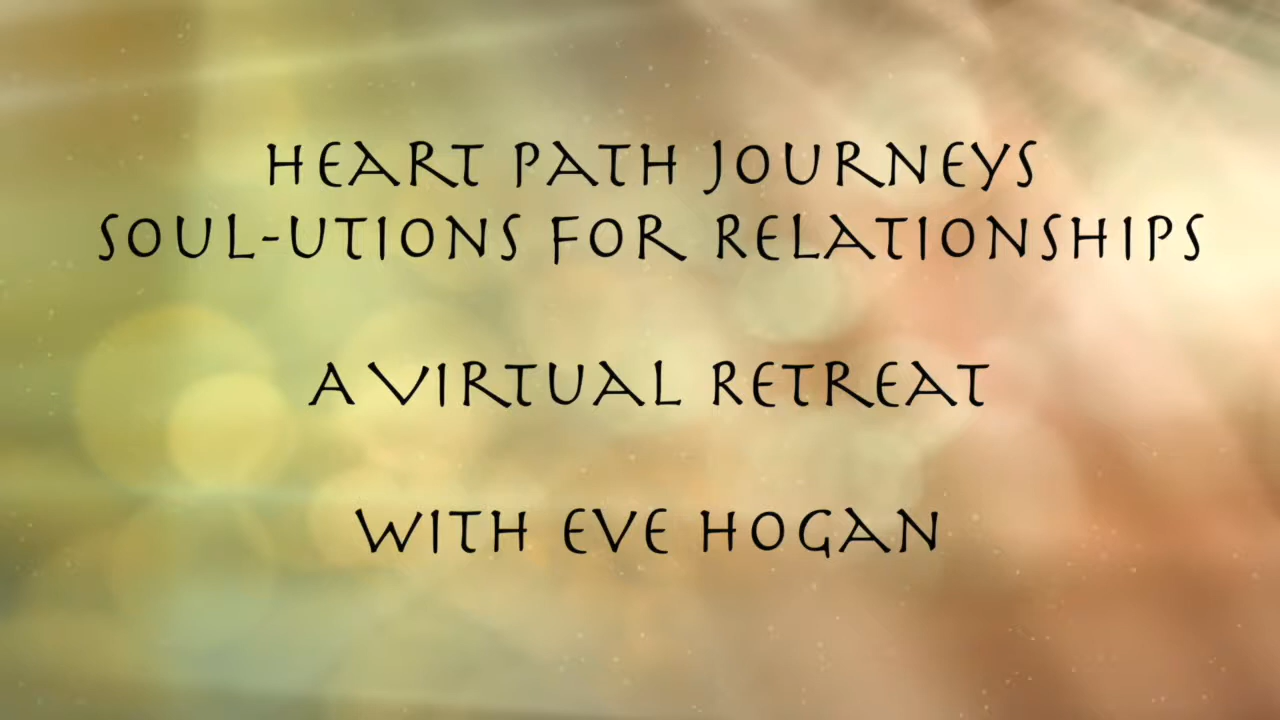 HEART PATH JOURNEYS
SOUL-UTIONS FOR RELATIONSHIPS
A VIRTUAL RETREAT
WITH EVE HOGAN